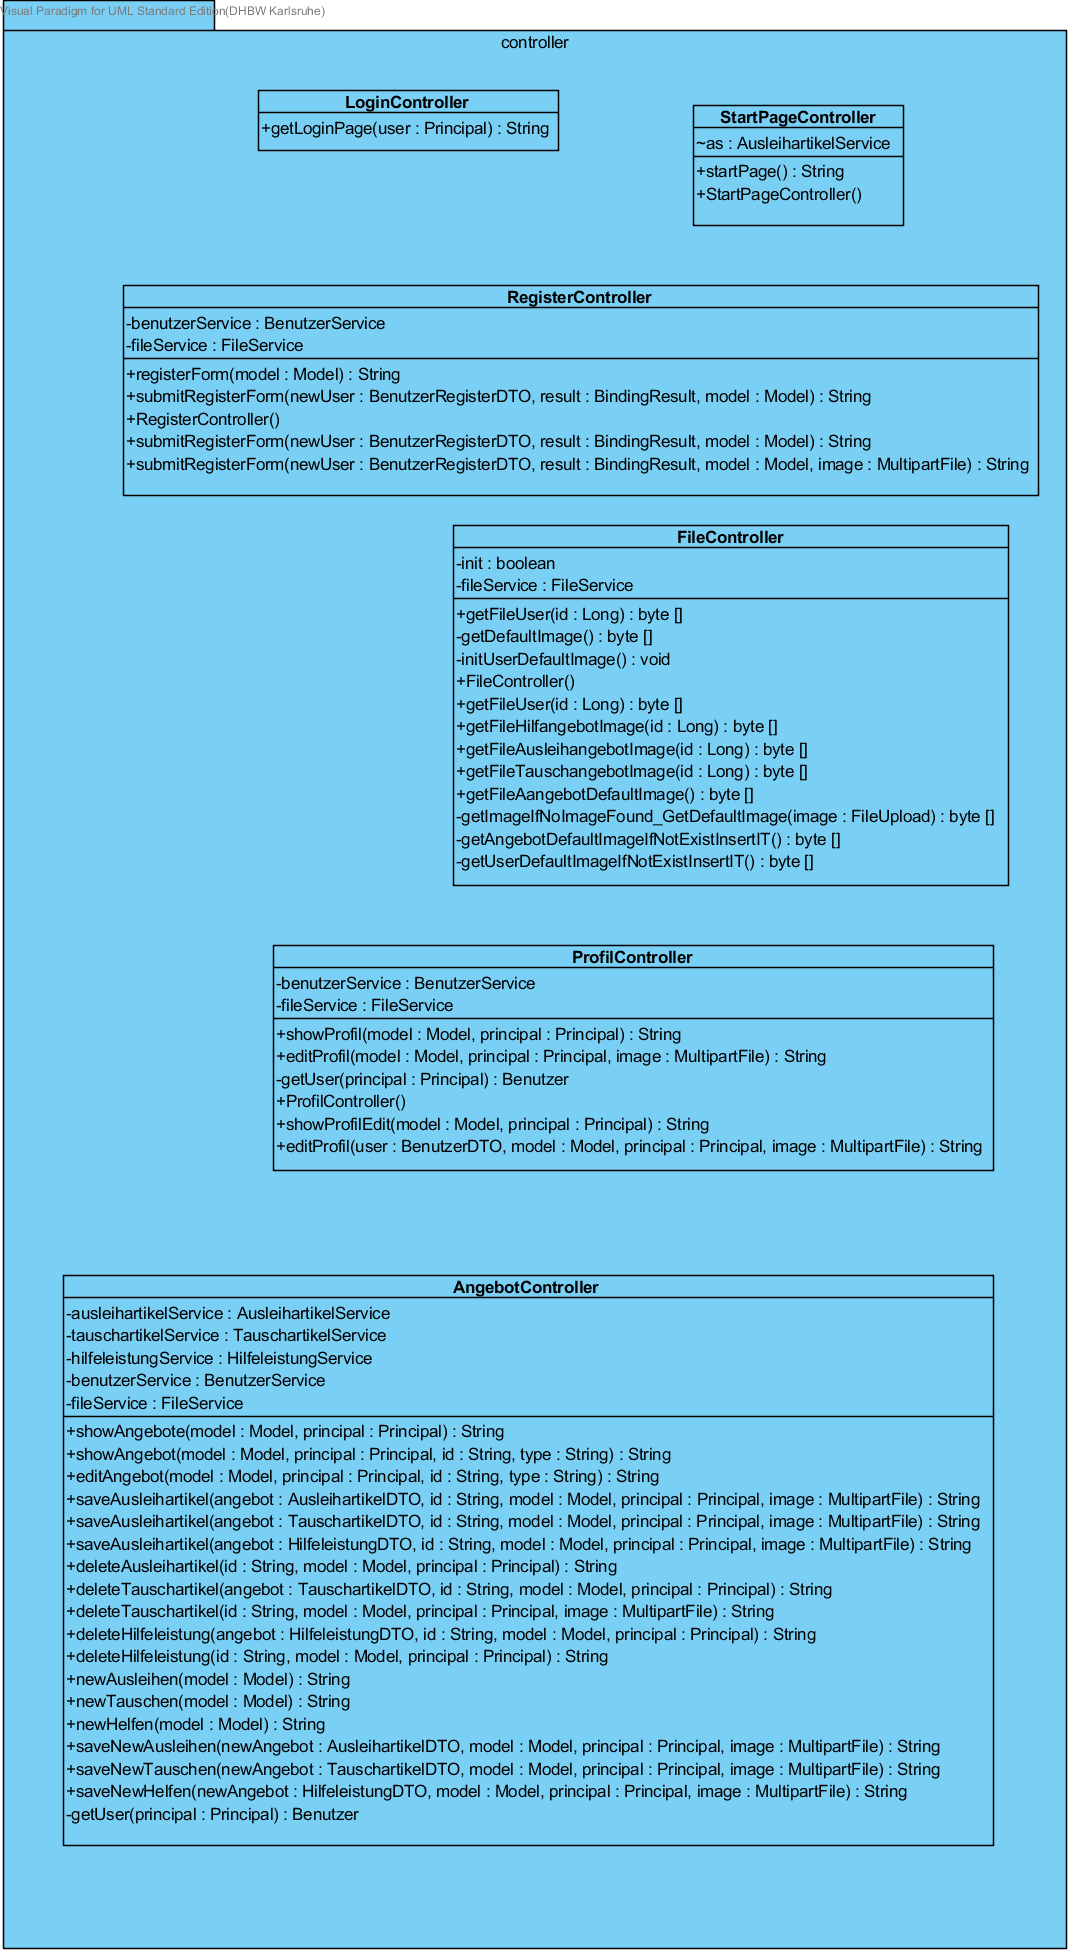 Visual Paradigm for UML Standard Edition(DHBW Karlsruhe)
controller
LoginController
+getLoginPage(user : Principal) : String
StartPageController
~as : AusleihartikelService
+startPage() : String
+StartPageController()
RegisterController
-benutzerService : BenutzerService
-fileService : FileService
+registerForm(model : Model) : String
+submitRegisterForm(newUser : BenutzerRegisterDTO, result : BindingResult, model : Model) : String
+RegisterController()
+submitRegisterForm(newUser : BenutzerRegisterDTO, result : BindingResult, model : Model) : String
+submitRegisterForm(newUser : BenutzerRegisterDTO, result : BindingResult, model : Model, image : MultipartFile) : String
FileController
-init : boolean
-fileService : FileService
+getFileUser(id : Long) : byte []
-getDefaultImage() : byte []
-initUserDefaultImage() : void
+FileController()
+getFileUser(id : Long) : byte []
+getFileHilfangebotImage(id : Long) : byte []
+getFileAusleihangebotImage(id : Long) : byte []
+getFileTauschangebotImage(id : Long) : byte []
+getFileAangebotDefaultImage() : byte []
-getImageIfNoImageFound_GetDefaultImage(image : FileUpload) : byte []
-getAngebotDefaultImageIfNotExistInsertIT() : byte []
-getUserDefaultImageIfNotExistInsertIT() : byte []
ProfilController
-benutzerService : BenutzerService
-fileService : FileService
+showProfil(model : Model, principal : Principal) : String
+editProfil(model : Model, principal : Principal, image : MultipartFile) : String
-getUser(principal : Principal) : Benutzer
+ProfilController()
+showProfilEdit(model : Model, principal : Principal) : String
+editProfil(user : BenutzerDTO, model : Model, principal : Principal, image : MultipartFile) : String
AngebotController
-ausleihartikelService : AusleihartikelService
-tauschartikelService : TauschartikelService
-hilfeleistungService : HilfeleistungService
-benutzerService : BenutzerService
-fileService : FileService
+showAngebote(model : Model, principal : Principal) : String
+showAngebot(model : Model, principal : Principal, id : String, type : String) : String
+editAngebot(model : Model, principal : Principal, id : String, type : String) : String
+saveAusleihartikel(angebot : AusleihartikelDTO, id : String, model : Model, principal : Principal, image : MultipartFile) : String
+saveAusleihartikel(angebot : TauschartikelDTO, id : String, model : Model, principal : Principal, image : MultipartFile) : String
+saveAusleihartikel(angebot : HilfeleistungDTO, id : String, model : Model, principal : Principal, image : MultipartFile) : String
+deleteAusleihartikel(id : String, model : Model, principal : Principal) : String
+deleteTauschartikel(angebot : TauschartikelDTO, id : String, model : Model, principal : Principal) : String
+deleteTauschartikel(id : String, model : Model, principal : Principal, image : MultipartFile) : String
+deleteHilfeleistung(angebot : HilfeleistungDTO, id : String, model : Model, principal : Principal) : String
+deleteHilfeleistung(id : String, model : Model, principal : Principal) : String
+newAusleihen(model : Model) : String
+newTauschen(model : Model) : String
+newHelfen(model : Model) : String
+saveNewAusleihen(newAngebot : AusleihartikelDTO, model : Model, principal : Principal, image : MultipartFile) : String
+saveNewTauschen(newAngebot : TauschartikelDTO, model : Model, principal : Principal, image : MultipartFile) : String
+saveNewHelfen(newAngebot : HilfeleistungDTO, model : Model, principal : Principal, image : MultipartFile) : String
-getUser(principal : Principal) : Benutzer